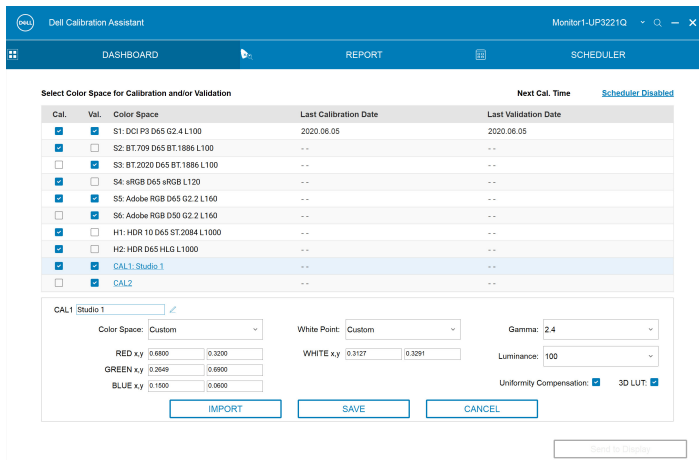 DELL Dell Calibration Assistant Monitor1-UP3221Q
DASHBOARD REPORT SCHEDULER
Select Color Space for Calibration and/or Validation Next Cal. Time Scheduler Disabled
Cal. Val. Color Space Last Calibration Date Last Validation Date
S1: DCI P3 D65 G2.4 L100 2020.06.05 2020.06.05
S2: BT.709 D65 BT.1886 L100 -- --
S3: BT.2020 D65 BT.1886 L100 -- --
S4: sRGB D65 sRGB L120 -- --
S5: Adobe RGB D65 G2.2 L160 -- --
S6: Adobe RGB D50 G2.2 L160 -- --
H1: HDR 10 D65 ST.2084 L1000 -- --
H2: HDR D65 HLG L1000 -- --
CAL1: Studio 1 -- --
CAL2 -- --
CAL1 Studio 1
Color Space: Custom White Point: Custom Gamma: 2.4
RED x,y 0.6800 0.3200 WHITE x,y 0.3127 0.3291 Luminance: 100
GREEN x,y 0.2649 0.6900
BLUE x,y 0.1500 0.0600 Uniformity Compensation: 3D LUT:
IMPORT SAVE CANCEL
Send to Display